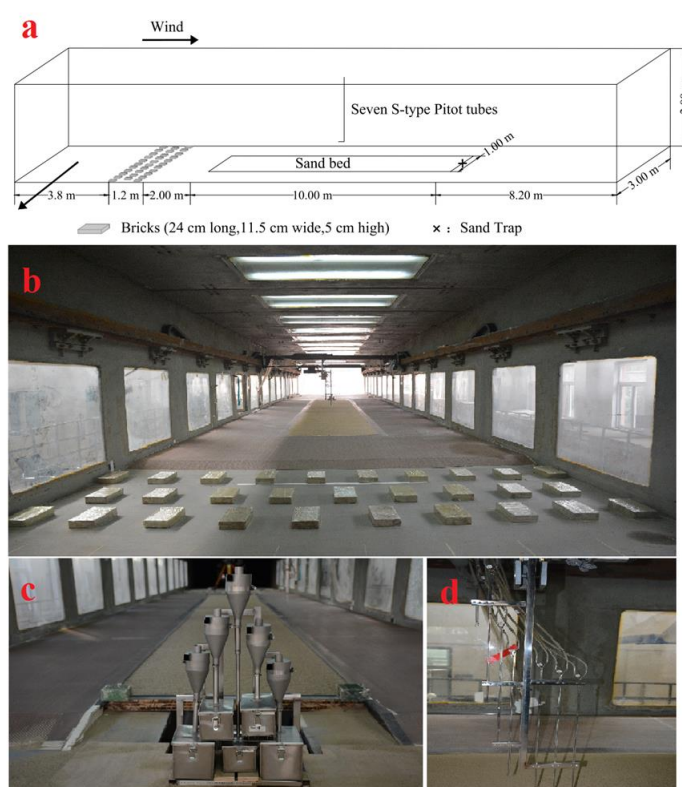 a
Wind
Seven S-type Pitot tubes
Sand bed
1.00 m
3.00 m
3.8 m
1.2 m
2.00 m
10.00 m
8.20 m
Bricks (24 cm long,11.5 cm wide,5 cm high)
× : Sand Trap
b
c
d